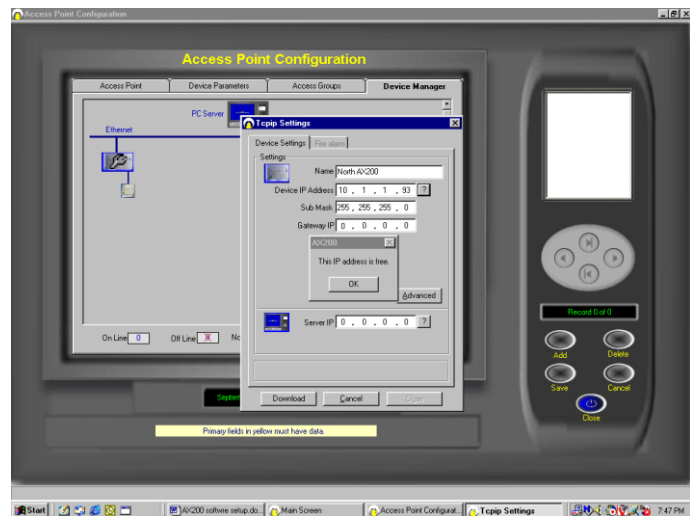 Access Point Configuration
Access Point Configuration
Access Point Device Parameters Access Groups Device Manager
PC Server
Ethernet
Tcpip Settings
Device Settings Fire alarm
Settings
Name North AX200
Device IP Address 10 . 1 . 1 . 93 ?
Sub Mask 255 . 255 . 255 . 0
Gateway IP 0 . 0 . 0 . 0
AX200
This IP address is free.
OK
Advanced
Server IP 0 . 0 . 0 . 0 ?
Download Cancel Close
On Line 0 Off Line
Primary fields in yellow must have data.
Record 0 of 0
Add Delete
Save Cancel
Close
Start AX200 softwre setup.do... Main Screen Access Point Configurat... Tcpip Settings 7:47 PM